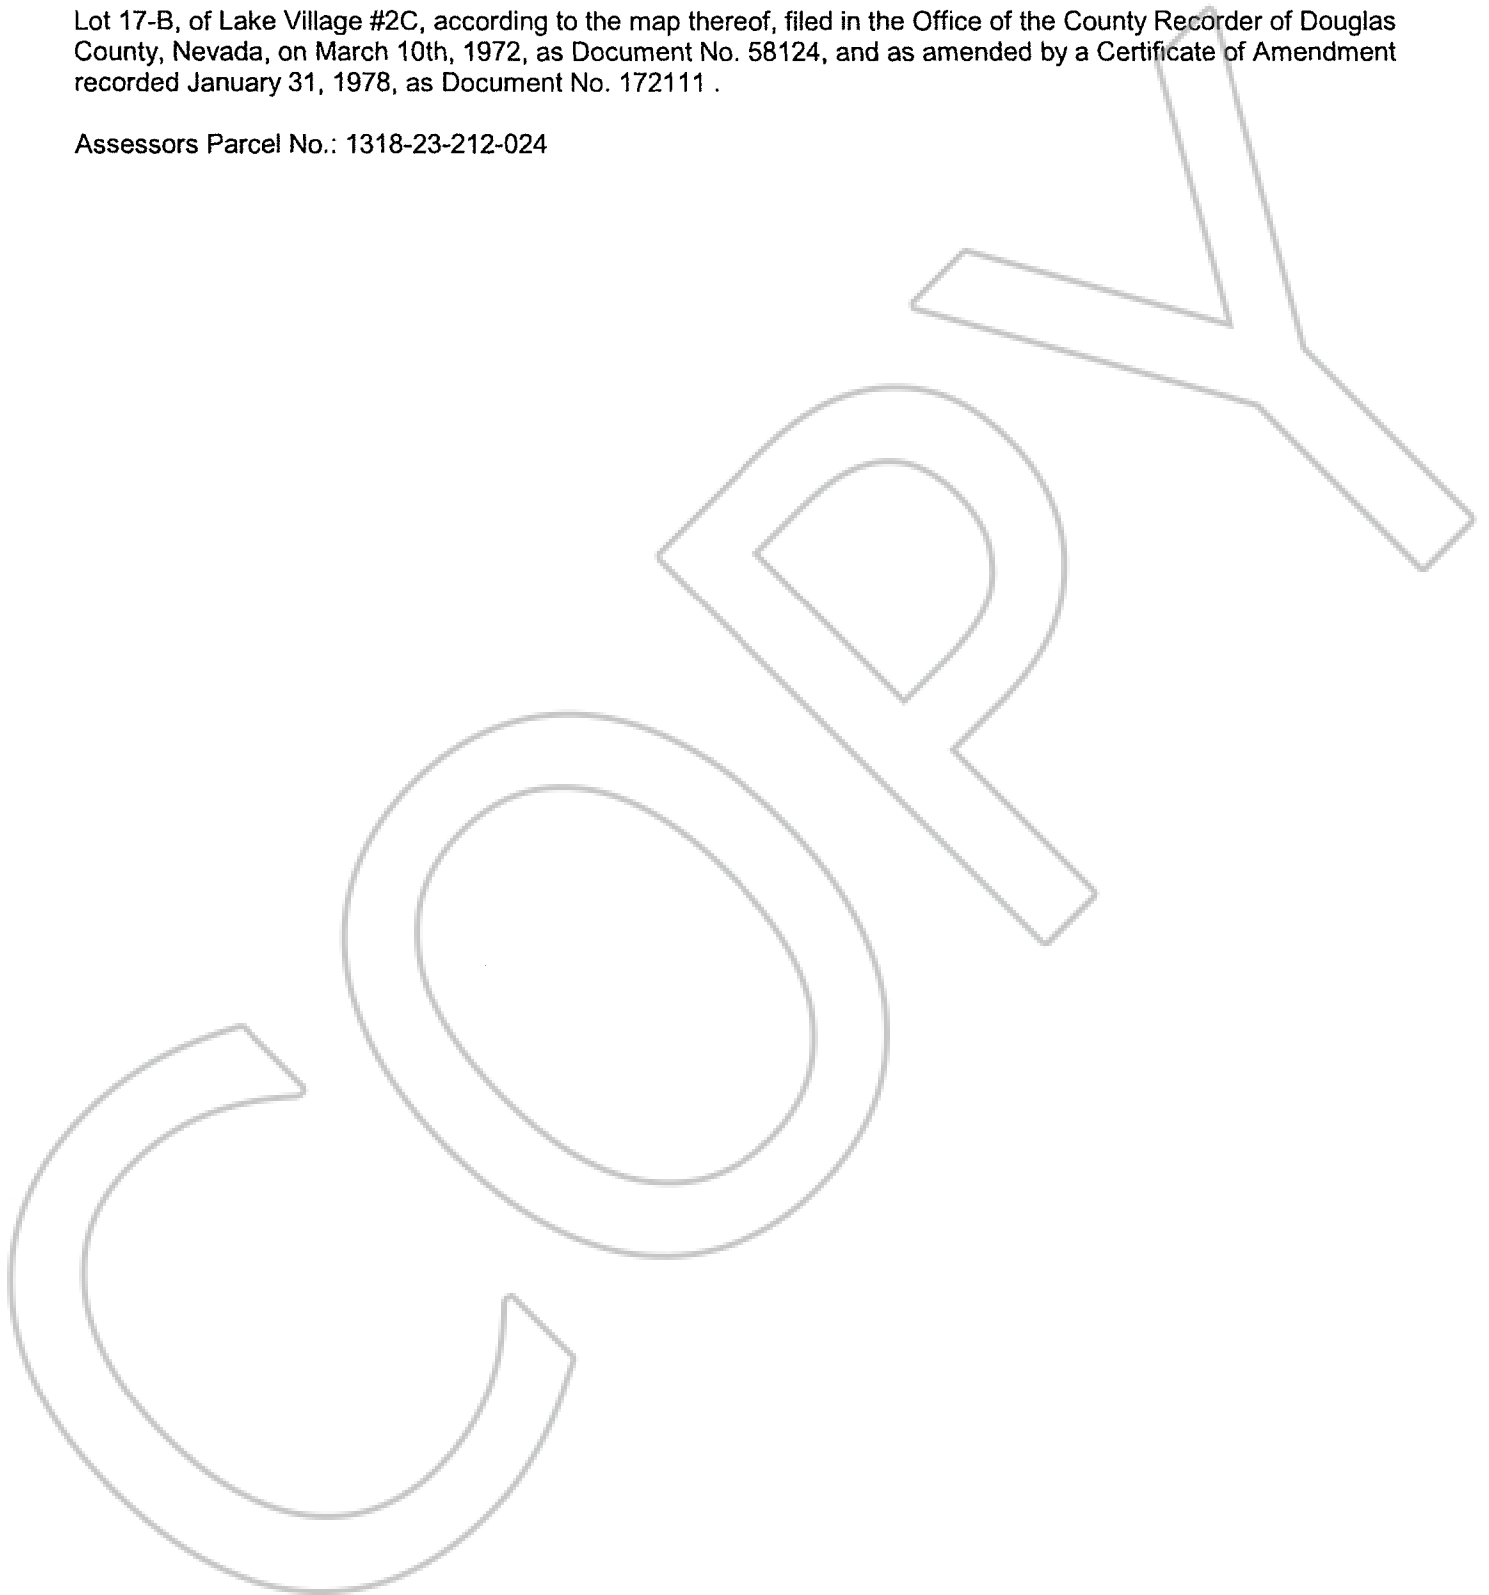 Lot 17-B, of Lake Village #2C, according to the map thereof, filed in the Office of the County Recorder of Douglas
County, Nevada, on March 10th, 1972, as Document No. 58124, and as amended by a Certificate of Amendment
recorded January 31, 1978, as Document No. 172111 .
Assessors Parcel No.: 1318-23-212-024
COPY